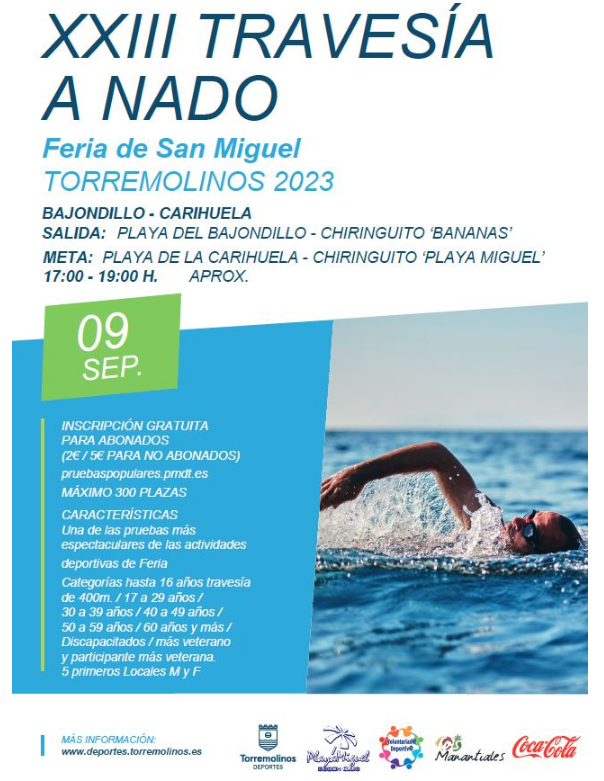 XXIII TRAVESÍA
A NADO
Feria de San Miguel
TORREMOLINOS 2023
BAJONDILLO - CARIHUELA
SALIDA: PLAYA DEL BAJONDILLO - CHIRINGUITO ‘BANANAS’
META: PLAYA DE LA CARIHUELA - CHIRINGUITO ‘PLAYA MIGUEL’
17:00 - 19:00 H. APROX.
09
SEP.
INSCRIPCIÓN GRATUITA
PARA ABONADOS
(2€ / 5€ PARA NO ABONADOS)
pruebaspopulares.pmdt.es
MÁXIMO 300 PLAZAS
CARACTERÍSTICAS
Una de las pruebas más
espectaculares de las actividades
deportivas de Feria
Categorías hasta 16 años travesía
de 400m. / 17 a 29 años /
30 a 39 años / 40 a 49 años /
50 a 59 años / 60 años y más /
Discapacitados / más veterano
y participante más veterana.
5 primeros Locales M y F
MÁS INFORMACIÓN:
www.deportes.torremolinos.es
Torremolinos
DEPORTES
PlayaMiguel
BEACH CLUB
Voluntariado
Deportivo
Manantiales
Coca-Cola